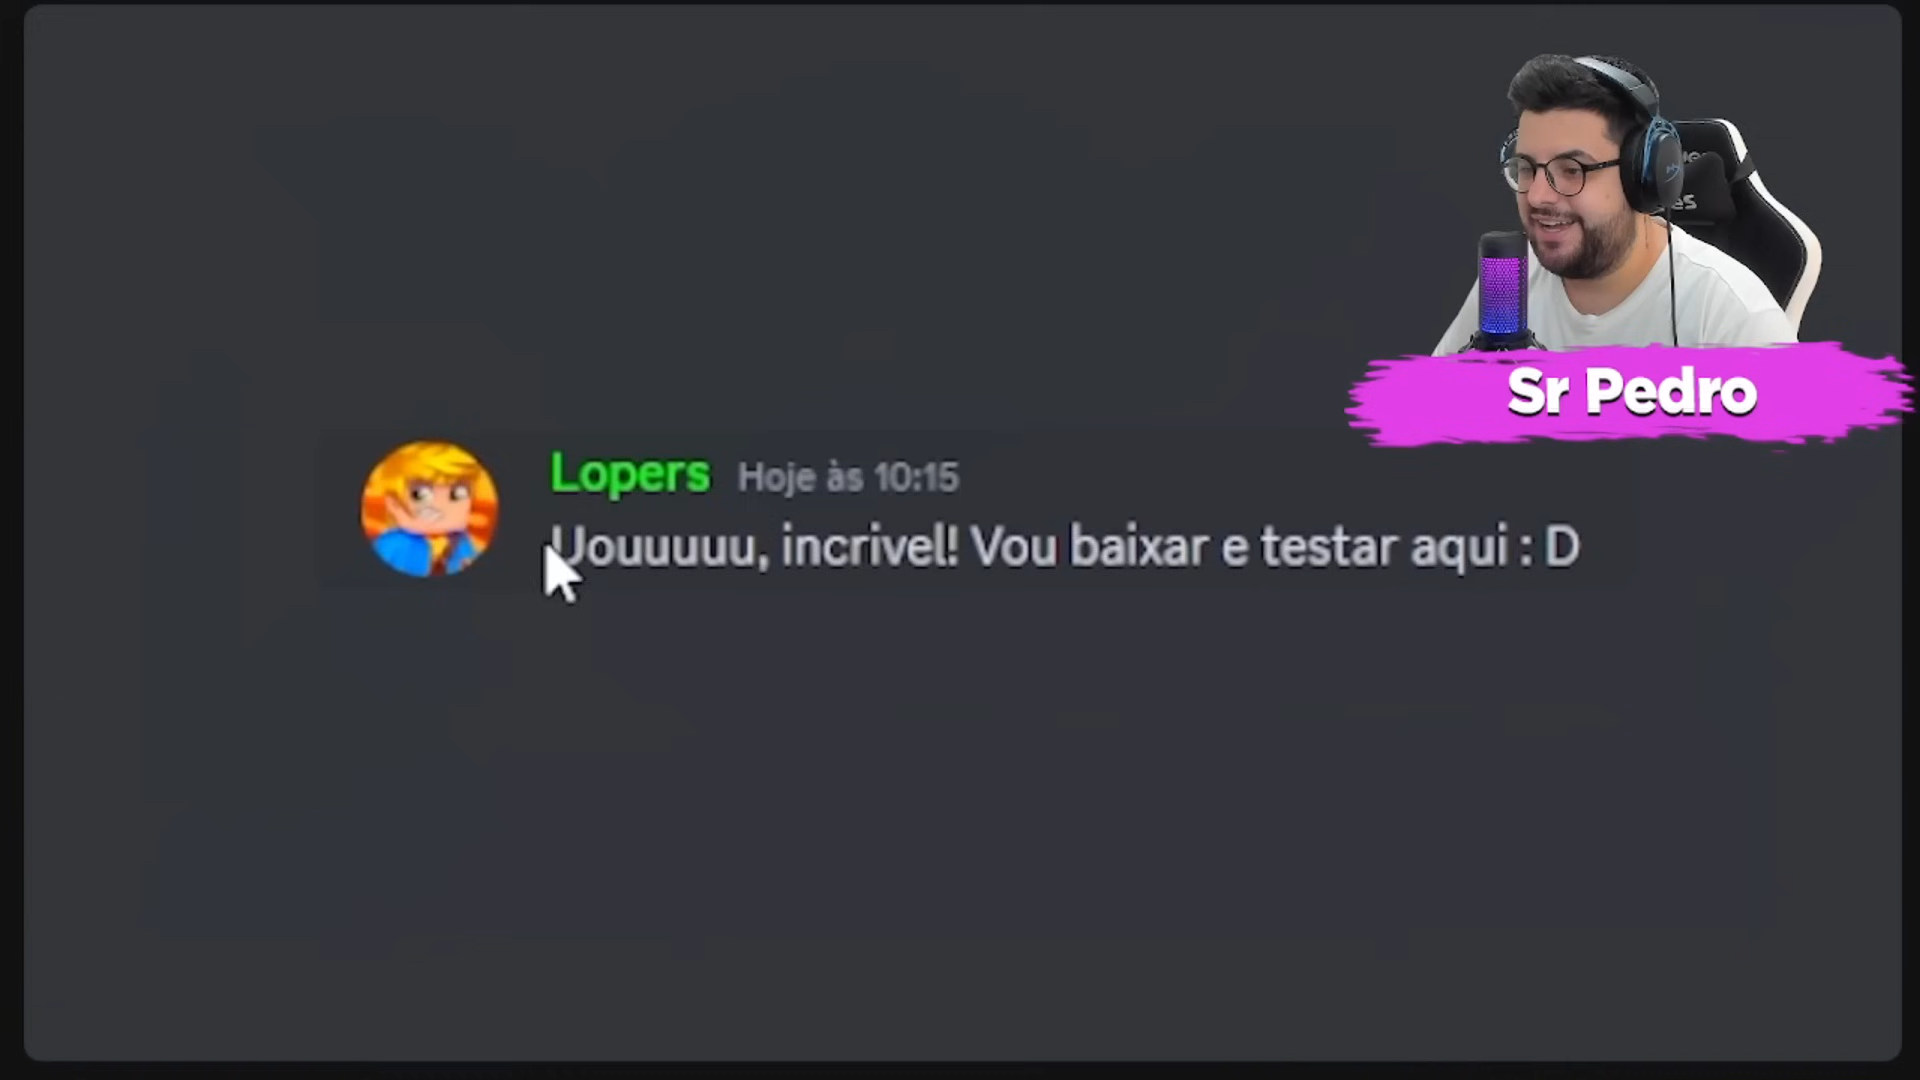 Sr Pedro
Lopers Hoje às 10:15
Uouuuuu, incrivel! Vou baixar e testar aqui : D